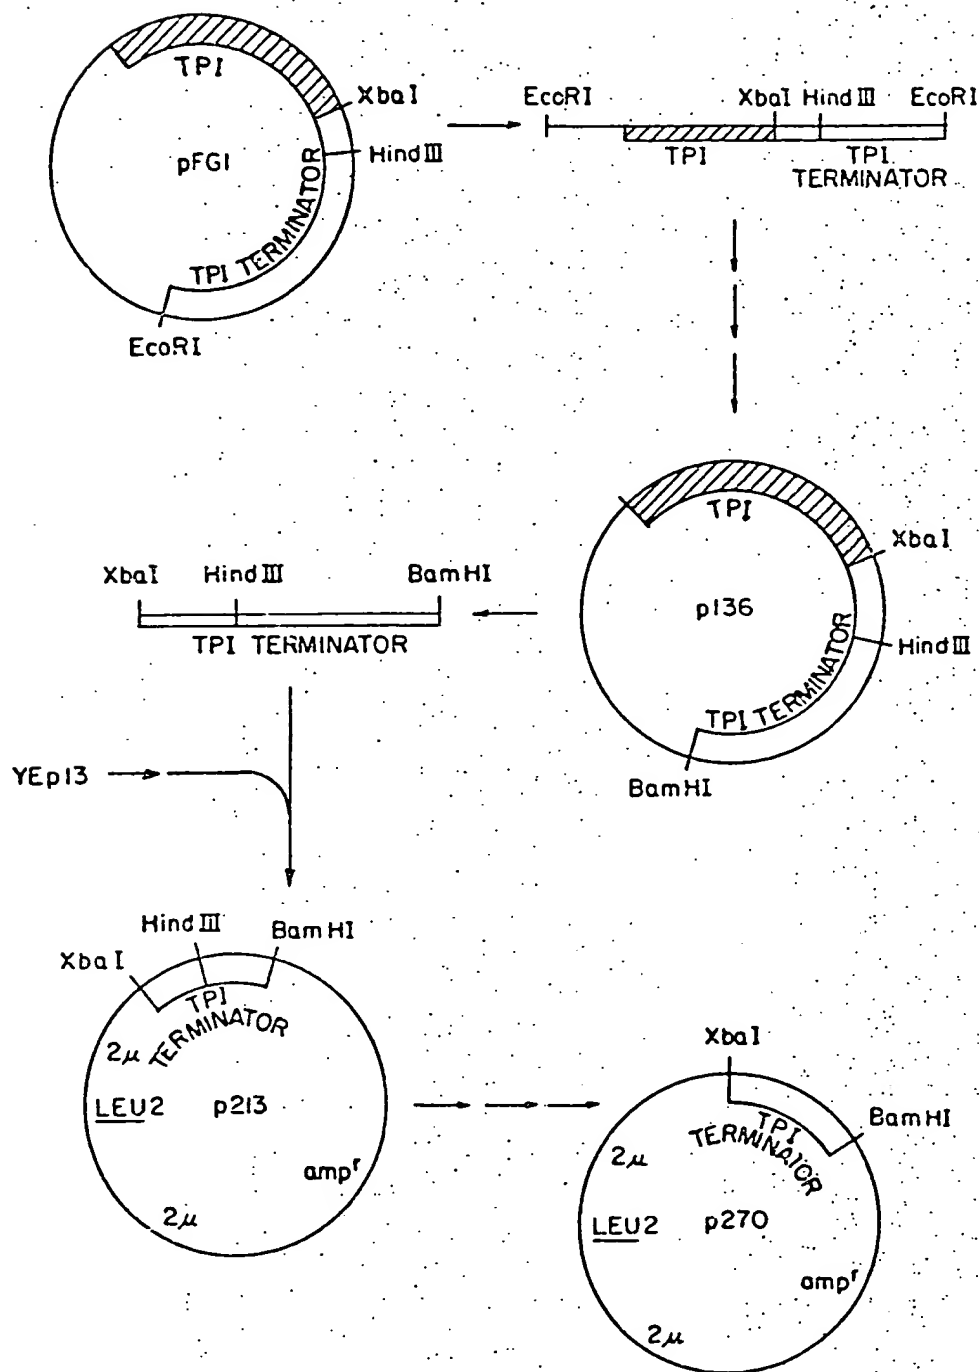 TPI
XbaI
pFG1
HindIII
TPI TERMINATOR
EcoRI
EcoRI
XbaI
HindIII
EcoRI
TPI
TPI
TERMINATOR
TPI
XbaI
p136
HindIII
TPI TERMINATOR
BamHI
XbaI
HindIII
BamHI
TPI TERMINATOR
YEp13
HindIII
BamHI
XbaI
TPI
TERMINATOR
2μ
LEU2
p213
ampʳ
2μ
XbaI
BamHI
TPI
TERMINATOR
2μ
LEU2
p270
ampʳ
2μ